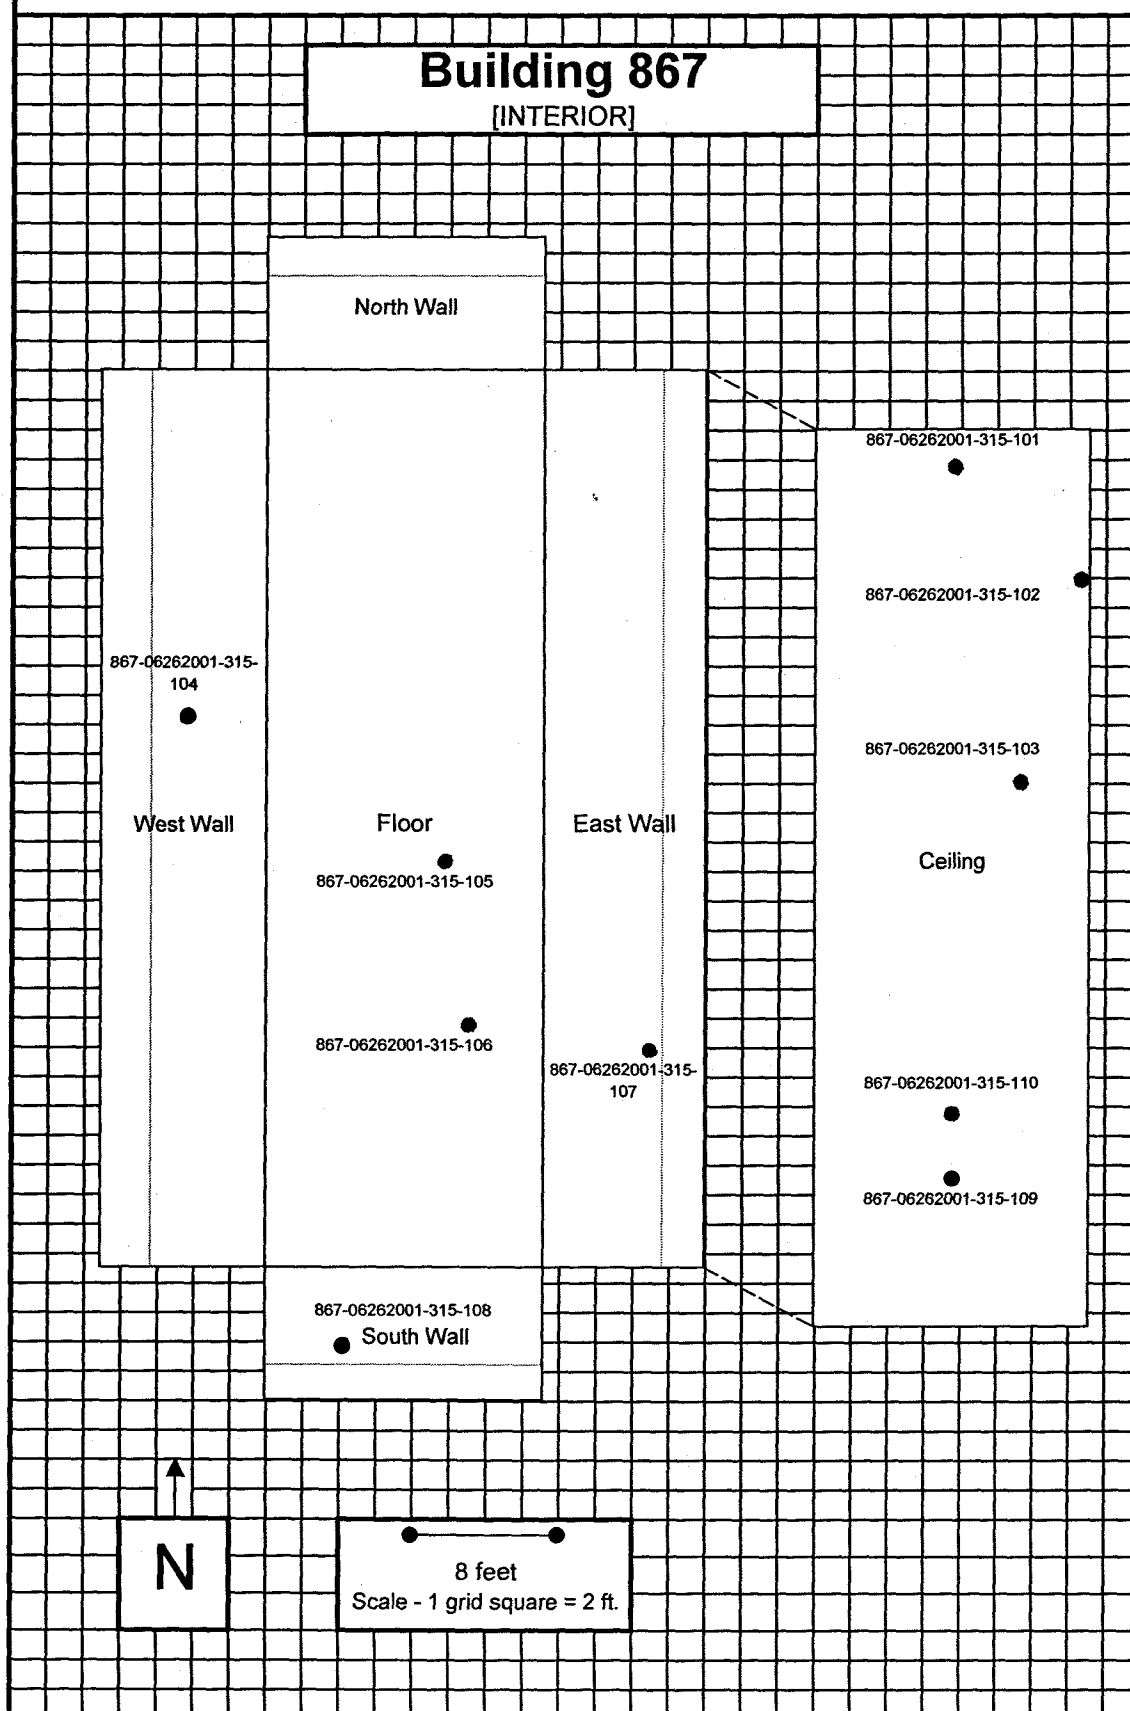 Building 867
[INTERIOR]
North Wall
867-06262001-315-101
867-06262001-315-102
867-06262001-315-
104
867-06262001-315-103
West Wall
Floor
East Wall
Ceiling
867-06262001-315-105
867-06262001-315-106
867-06262001-315-
107
867-06262001-315-110
867-06262001-315-109
867-06262001-315-108
South Wall
N
8 feet
Scale - 1 grid square = 2 ft.